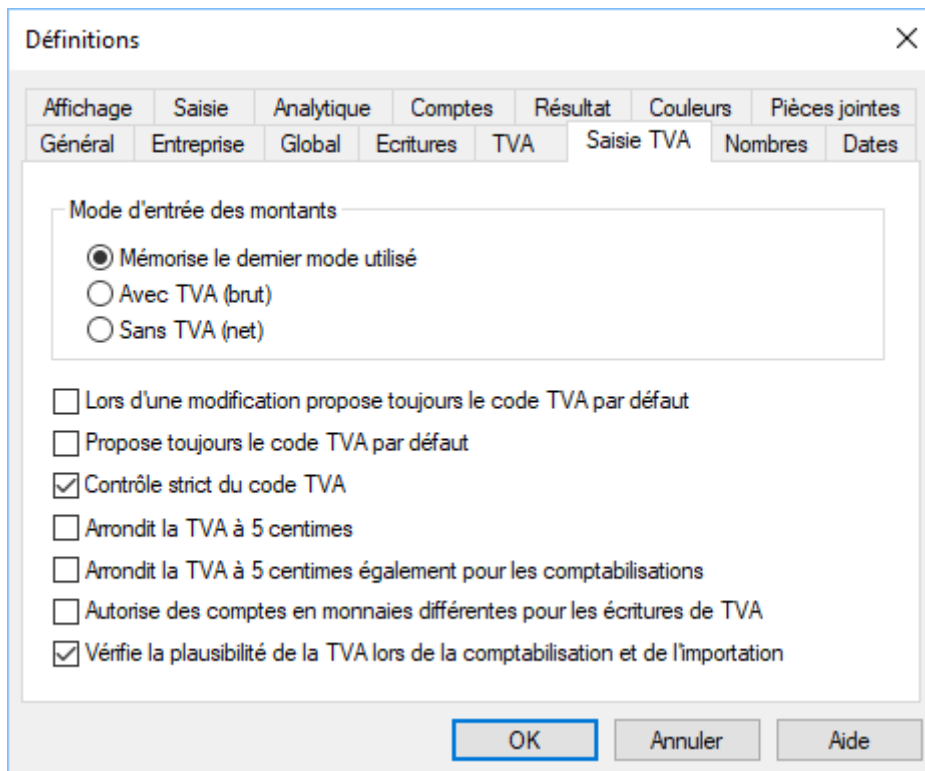 Définitions
Affichage Saisie Analytique Comptes Résultat Couleurs Pièces jointes
Général Entreprise Global Ecritures TVA Saisie TVA Nombres Dates
Mode d'entrée des montants
Mémorise le dernier mode utilisé
Avec TVA (brut)
Sans TVA (net)
Lors d'une modification propose toujours le code TVA par défaut
Propose toujours le code TVA par défaut
Contrôle strict du code TVA
Arrondit la TVA à 5 centimes
Arrondit la TVA à 5 centimes également pour les comptabilisations
Autorise des comptes en monnaies différentes pour les écritures de TVA
Vérifie la plausibilité de la TVA lors de la comptabilisation et de l'importation
OK Annuler Aide